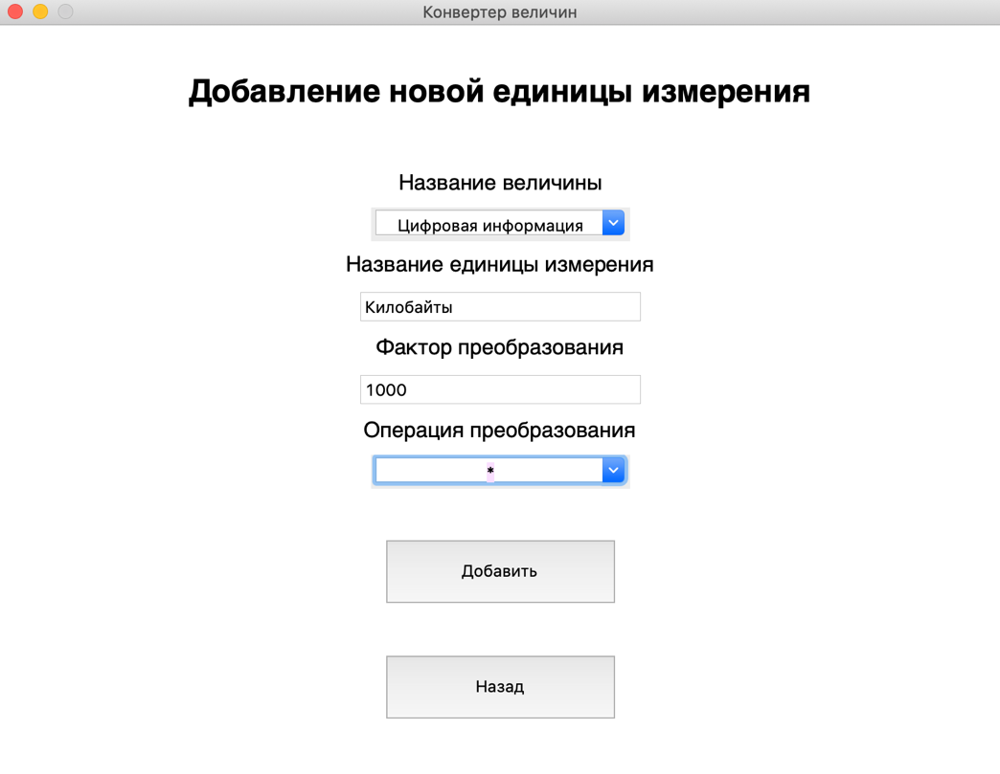 Конвертер величин
Добавление новой единицы измерения
Название величины
Цифровая информация
Название единицы измерения
Килобайты
Фактор преобразования
1000
Операция преобразования
*
Добавить
Назад